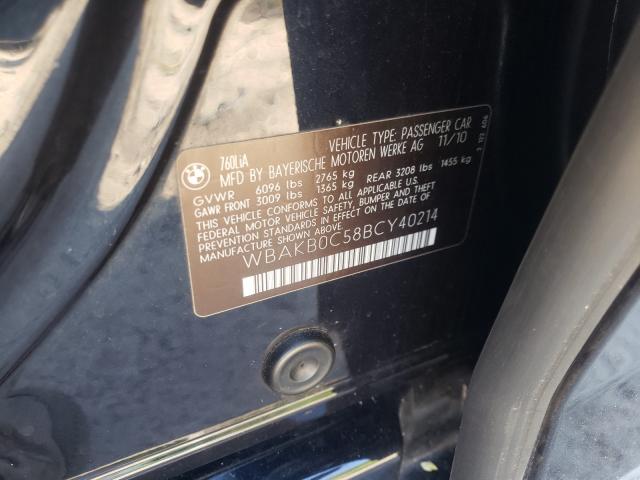 BMW
760LiA VEHICLE TYPE: PASSENGER CAR
MFD BY BAYERISCHE MOTOREN WERKE AG 11/10
GVWR 6096 lbs 2765 kg
GAWR FRONT 3009 lbs 1365 kg REAR 3208 lbs 1455 kg
THIS VEHICLE CONFORMS TO ALL APPLICABLE U.S.
FEDERAL MOTOR VEHICLE SAFETY, BUMPER, AND THEFT
PREVENTION STANDARDS IN EFFECT ON THE DATE OF
MANUFACTURE SHOWN ABOVE.
WBAKB0C58BCY40214